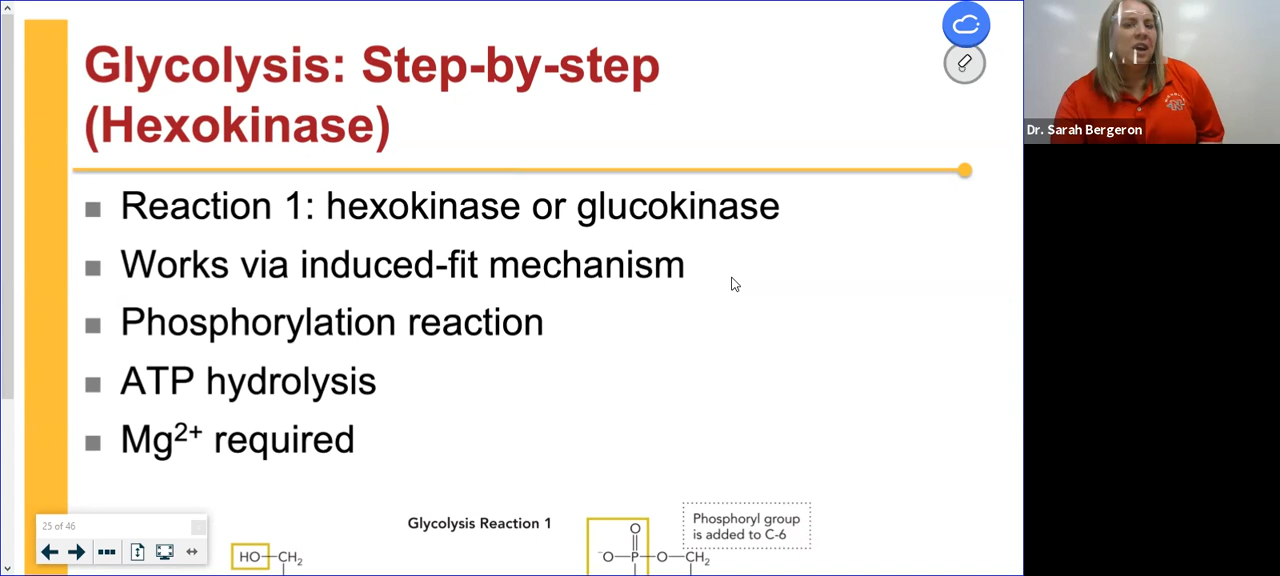 Glycolysis: Step-by-step
(Hexokinase)
Reaction 1: hexokinase or glucokinase
Works via induced-fit mechanism
Phosphorylation reaction
ATP hydrolysis
Mg²⁺ required
Glycolysis Reaction 1
Phosphoryl group
is added to C-6
O
⁻O—P—O—CH₂
HO—CH₂
25 of 46
Dr. Sarah Bergeron